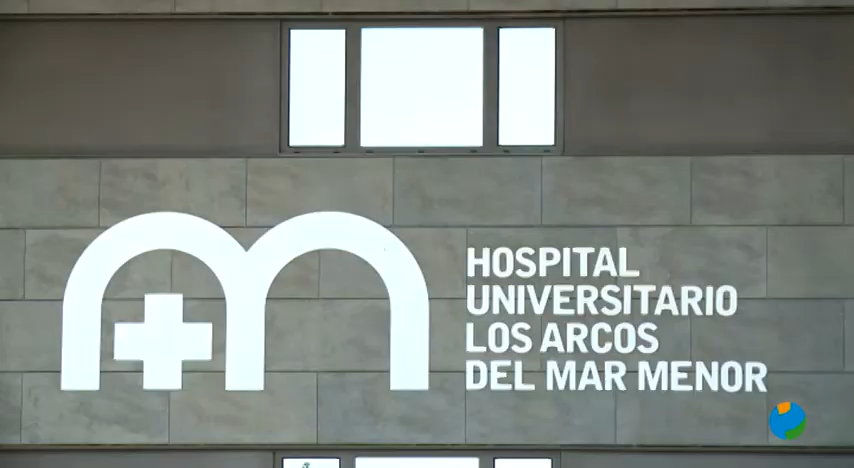 HOSPITAL
UNIVERSITARIO
LOS ARCOS
DEL MAR MENOR